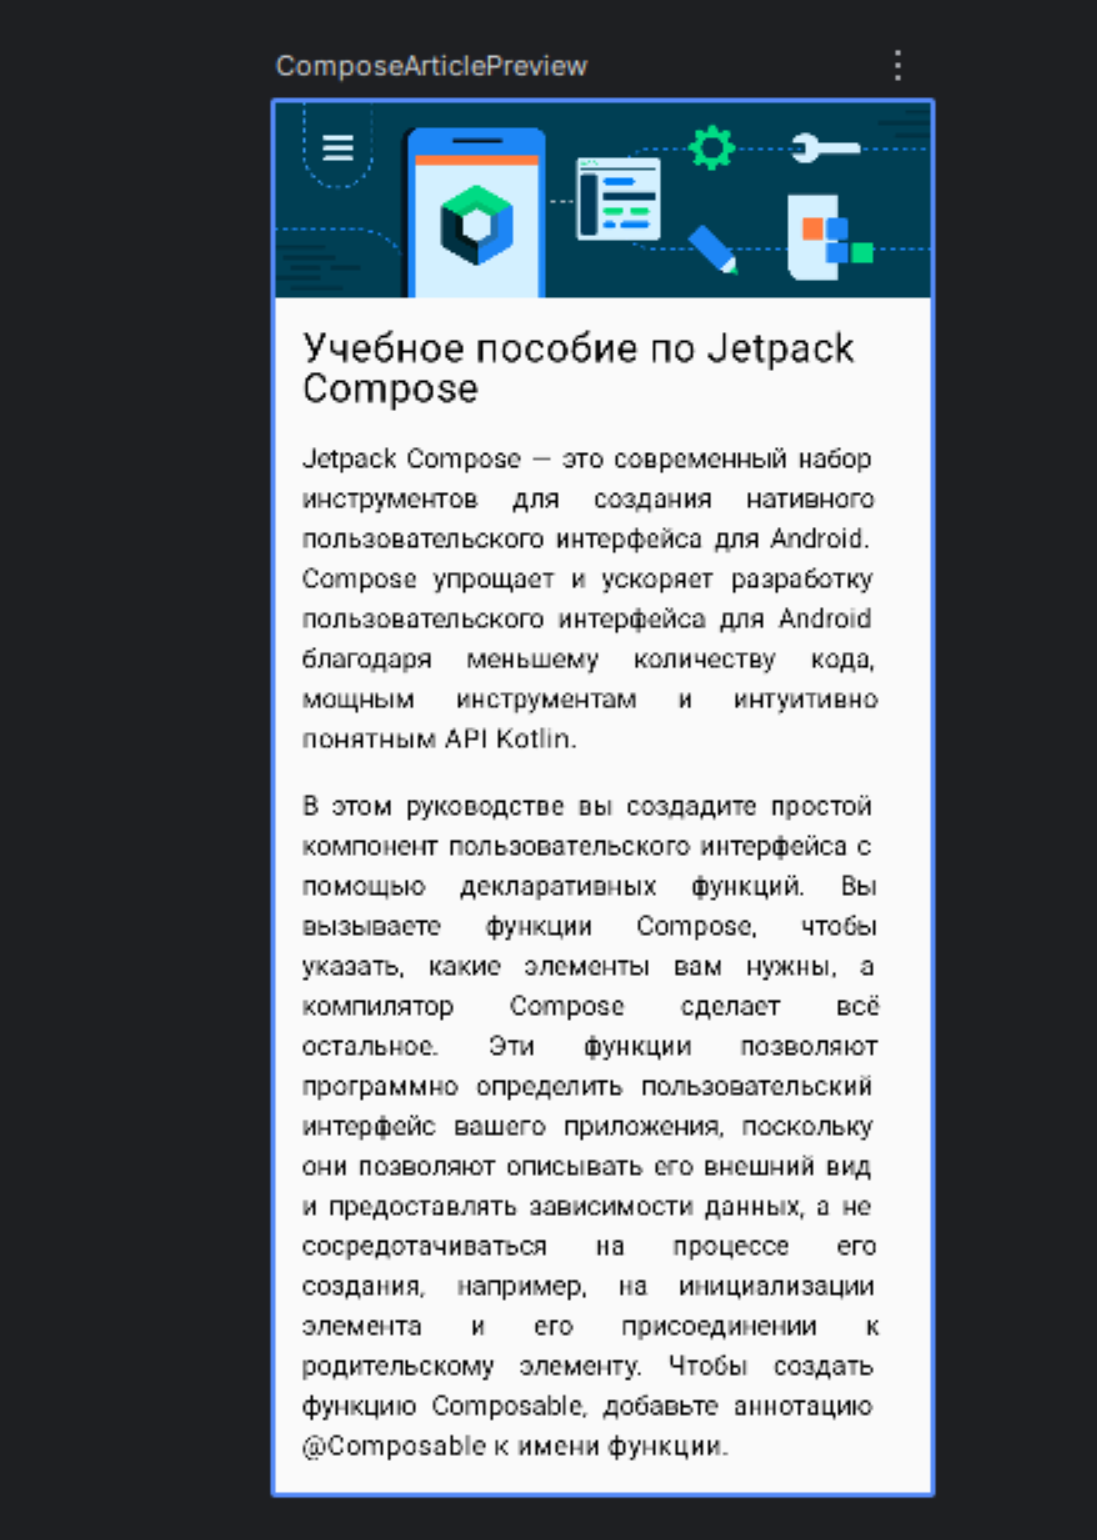 ComposeArticlePreview
Учебное пособие по Jetpack
Compose
Jetpack Compose — это современный набор
инструментов для создания нативного
пользовательского интерфейса для Android.
Compose упрощает и ускоряет разработку
пользовательского интерфейса для Android
благодаря меньшему количеству кода,
мощным инструментам и интуитивно
понятным API Kotlin.
В этом руководстве вы создадите простой
компонент пользовательского интерфейса с
помощью декларативных функций. Вы
вызываете функции Compose, чтобы
указать, какие элементы вам нужны, а
компилятор Compose сделает всё
остальное. Эти функции позволяют
программно определить пользовательский
интерфейс вашего приложения, поскольку
они позволяют описывать его внешний вид
и предоставлять зависимости данных, а не
сосредотачиваться на процессе его
создания, например, на инициализации
элемента и его присоединении к
родительскому элементу. Чтобы создать
функцию Composable, добавьте аннотацию
@Composable к имени функции.